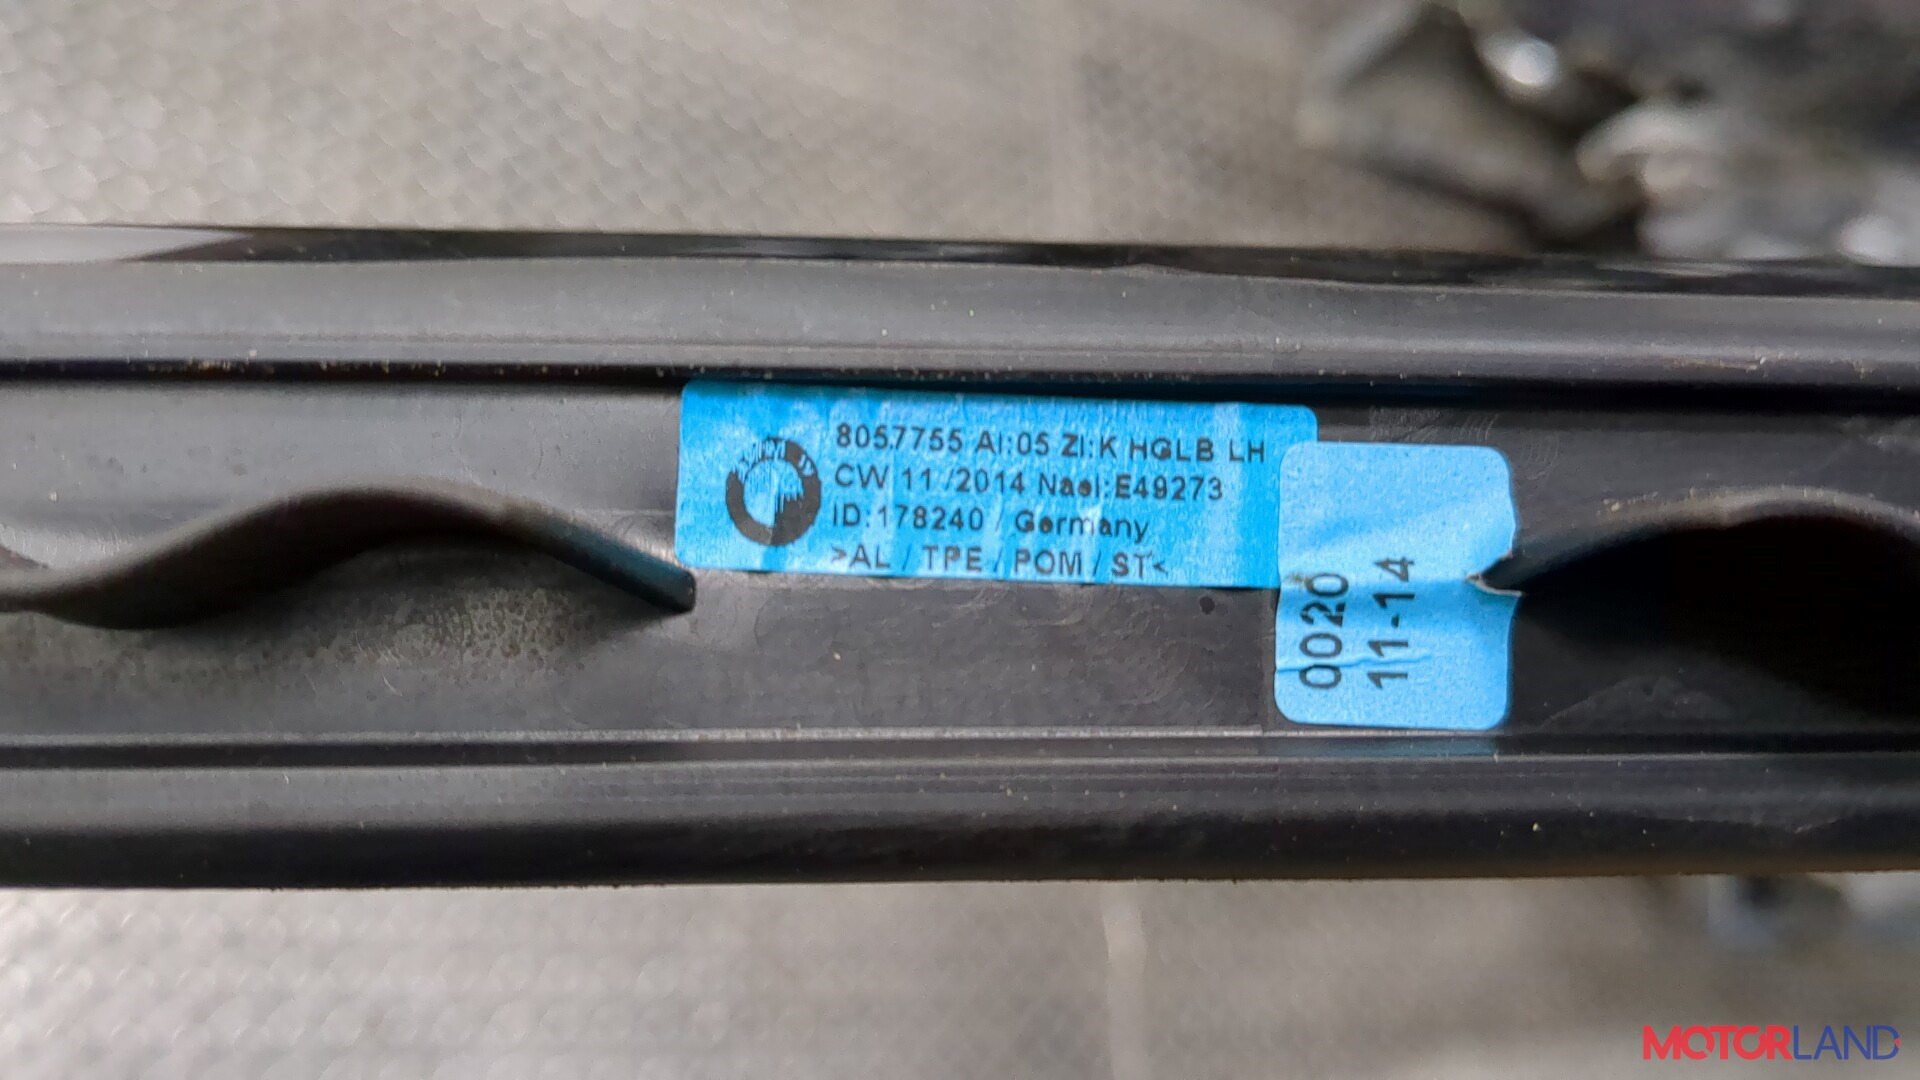 8057755 AI:05 ZI:K HGLB LH
CW 11/2014 Nael:E49273
ID:178240 / Germany
>AL / TPE / POM / ST<
0020
11-14
MOTORLAND